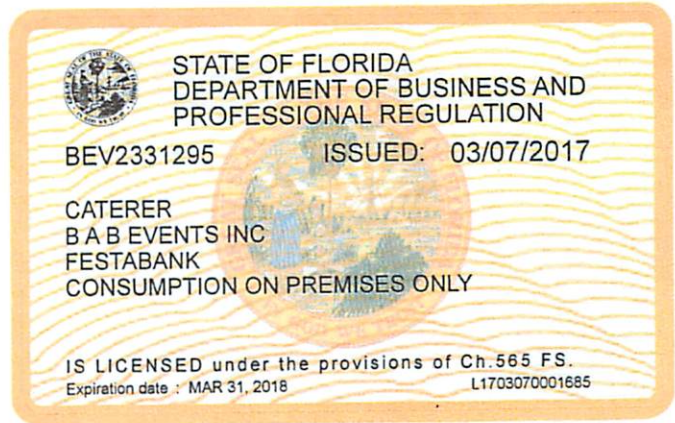 STATE OF FLORIDA
DEPARTMENT OF BUSINESS AND
PROFESSIONAL REGULATION
BEV2331295 ISSUED: 03/07/2017
CATERER
B A B EVENTS INC
FESTABANK
CONSUMPTION ON PREMISES ONLY
IS LICENSED under the provisions of Ch.565 FS.
Expiration date : MAR 31, 2018 L1703070001685